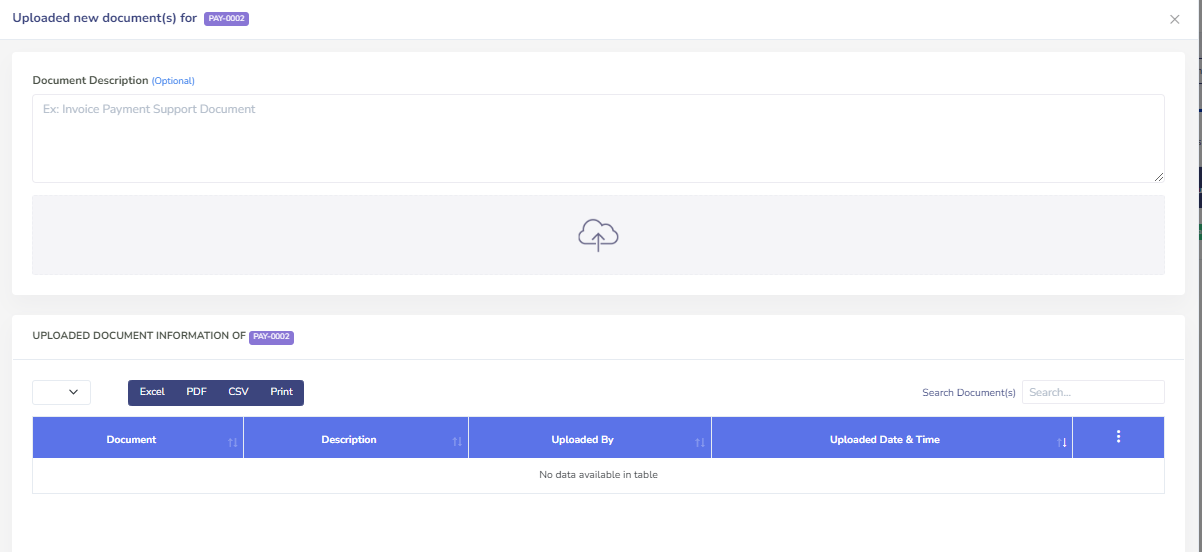 Uploaded new document(s) for PAY-0002
Document Description (Optional)
Ex: Invoice Payment Support Document
UPLOADED DOCUMENT INFORMATION OF PAY-0002
Excel PDF CSV Print Search Document(s) Search...
Document Description Uploaded By Uploaded Date & Time
No data available in table